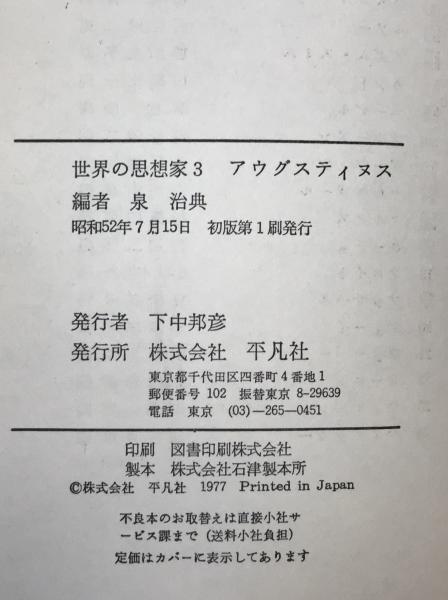 世界の思想家3　アウグスティヌス
編者　泉　治典
昭和52年7月15日　初版第1刷発行
発行者　下中邦彦
発行所　株式会社　平凡社
東京都千代田区四番町4番地1
郵便番号 102　振替東京 8-29639
電話　東京　(03)―265―0451
印刷　図書印刷株式会社
製本　株式会社石津製本所
©株式会社　平凡社　1977　Printed in Japan
不良本のお取替えは直接小社サ
ービス課まで（送料小社負担）
定価はカバーに表示してあります